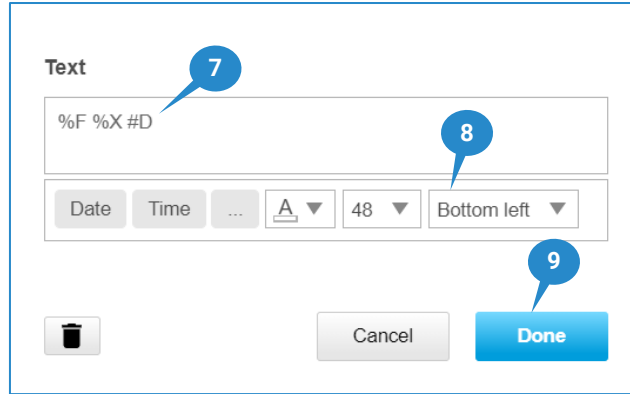 Text
7
%F %X #D
8
Date Time ... A 48 Bottom left
9
Cancel Done